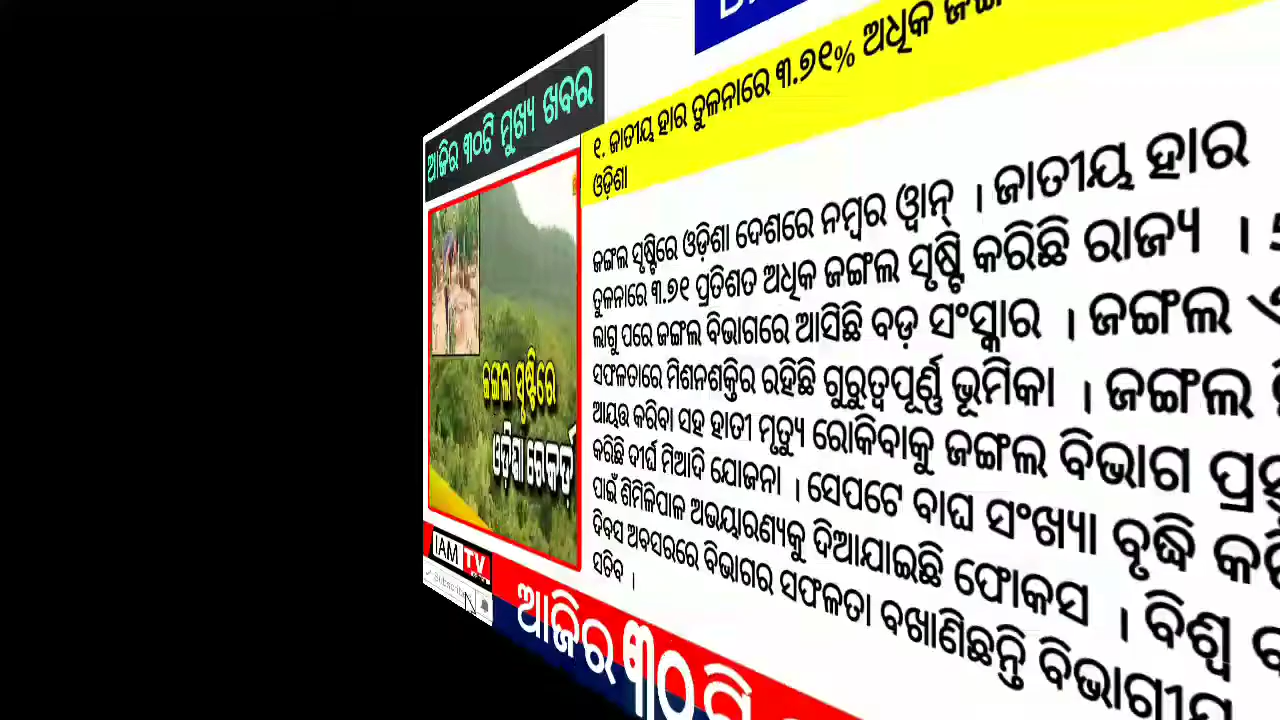 ଆଜିର ୩୦ଟି ମୁଖ୍ୟ ଖବର
୧. ଜାତୀୟ ହାର ତୁଳନାରେ ୩.୭୧% ଅଧିକ
ଓଡ଼ିଶା
ଜଙ୍ଗଲ ସୃଷ୍ଟିରେ ଓଡ଼ିଶା ଦେଶରେ ନମ୍ବର ୱାନ୍ । ଜାତୀୟ ହାର
ତୁଳନାରେ ୩.୭୧ ପ୍ରତିଶତ ଅଧିକ ଜଙ୍ଗଲ ସୃଷ୍ଟି କରିଛି ରାଜ୍ୟ ।
ଲାଗୁ ପରେ ଜଙ୍ଗଲ ବିଭାଗରେ ଆସିଛି ବଡ଼ ସଂସ୍କାର । ଜଙ୍ଗଲ
ସଫଳତାରେ ମିଶନଶକ୍ତିର ରହିଛି ଗୁରୁତ୍ୱପୂର୍ଣ୍ଣ ଭୂମିକା । ଜଙ୍ଗଲ
ଆୟତ୍ତ କରିବା ସହ ହାତୀ ମୃତ୍ୟୁ ରୋକିବାକୁ ଜଙ୍ଗଲ ବିଭାଗ
କରିଛି ଦୀର୍ଘ ମିଆଦି ଯୋଜନା । ସେପଟେ ବାଘ ସଂଖ୍ୟା ବୃଦ୍ଧି
ପାଇଁ ଶିମିଳିପାଳ ଅଭୟାରଣ୍ୟକୁ ଦିଆଯାଇଛି ଫୋକସ । ବିଶ୍ୱ
ଦିବସ ଅବସରରେ ବିଭାଗର ସଫଳତା ବଖାଣିଛନ୍ତି ବିଭାଗୀୟ
ସଚିବ ।
ଜଙ୍ଗଲ ସୃଷ୍ଟିରେ
ଓଡ଼ିଶା ରେକର୍ଡ
IAM TV
Subscribe
ଆଜିର ୩୦ଟି